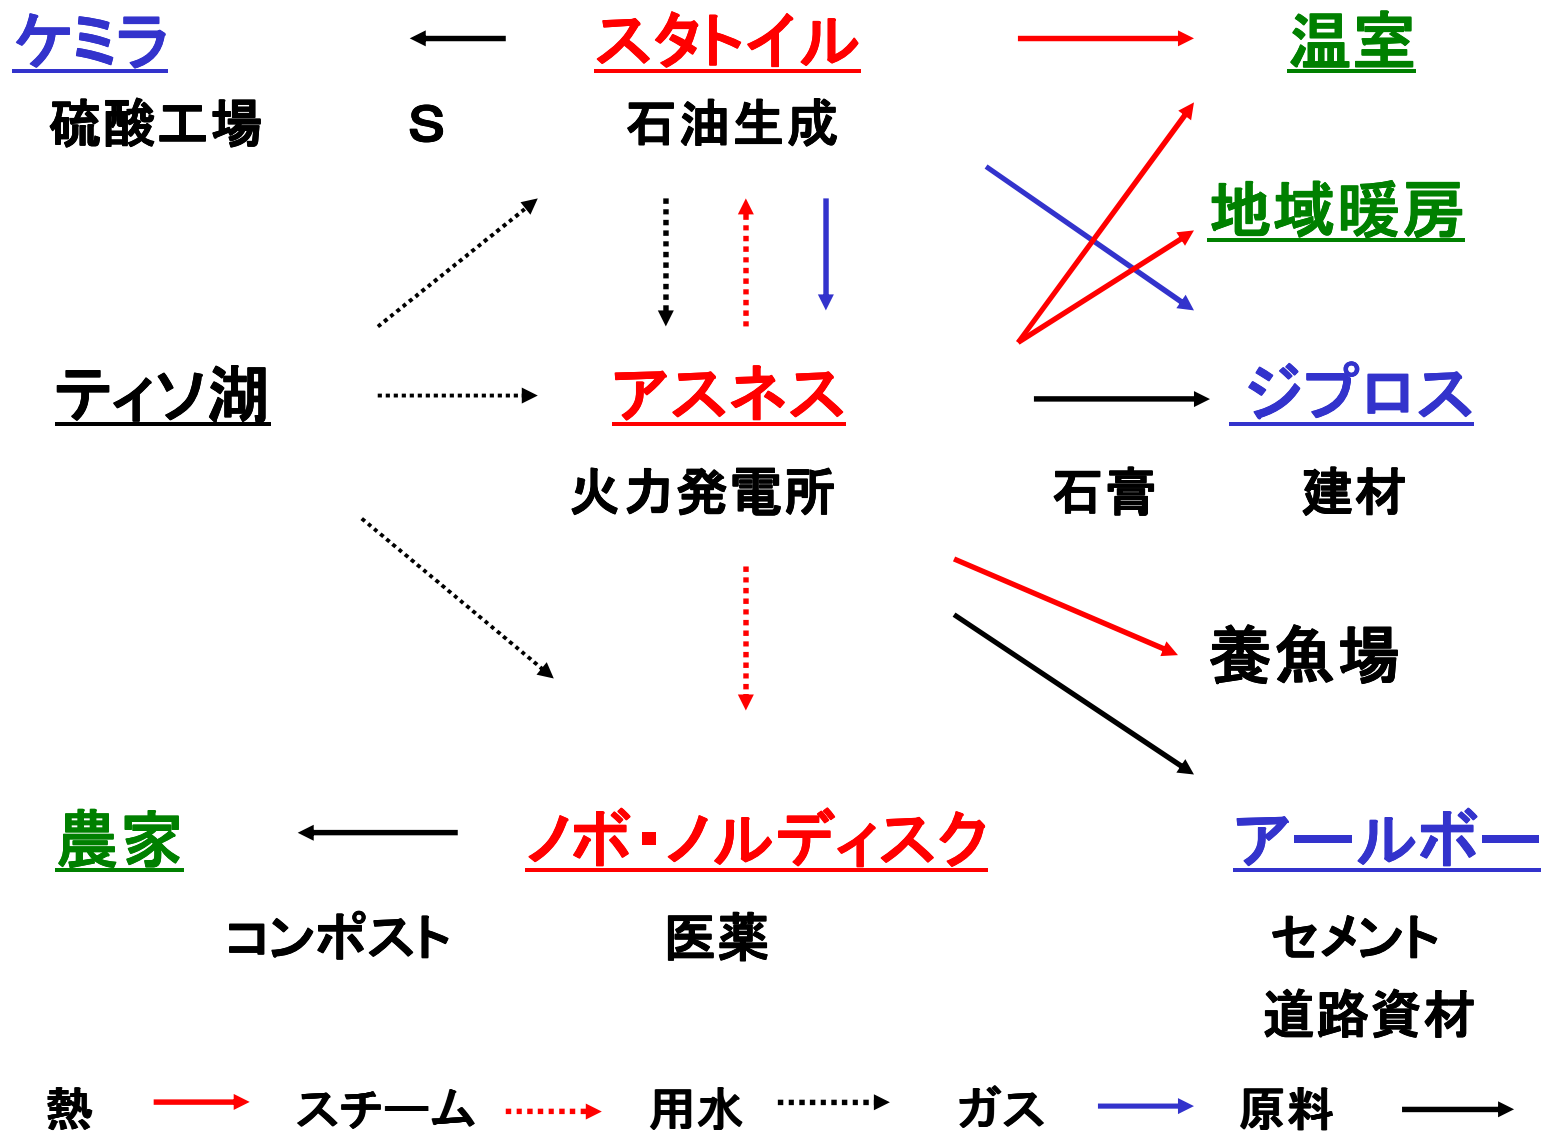 ケミラ スタトイル 温室
硫酸工場 S 石油生成
地域暖房
ティソ湖 アスネス ジプロス
火力発電所 石膏 建材
養魚場
農家 ノボ・ノルディスク アールボー
コンポスト 医薬 セメント
道路資材
熱 スチーム 用水 ガス 原料